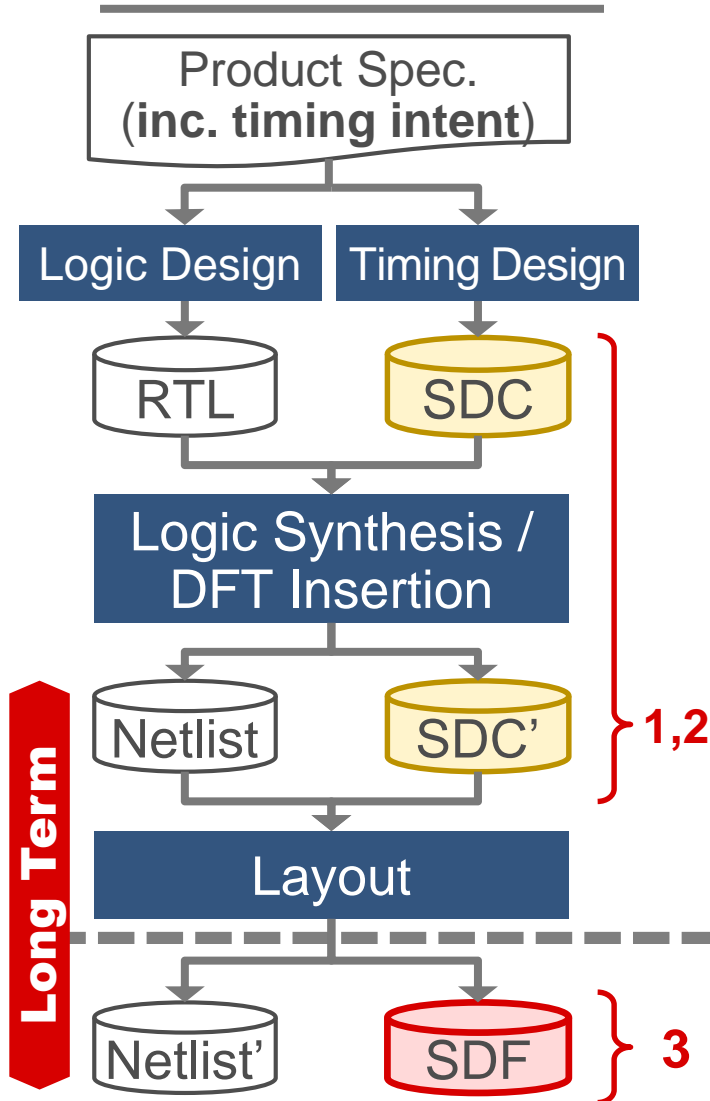 Product Spec.
(inc. timing intent)
Logic Design
Timing Design
RTL
SDC
Logic Synthesis /
DFT Insertion
Netlist
SDC’
1,2
Layout
Long Term
Netlist’
SDF
3